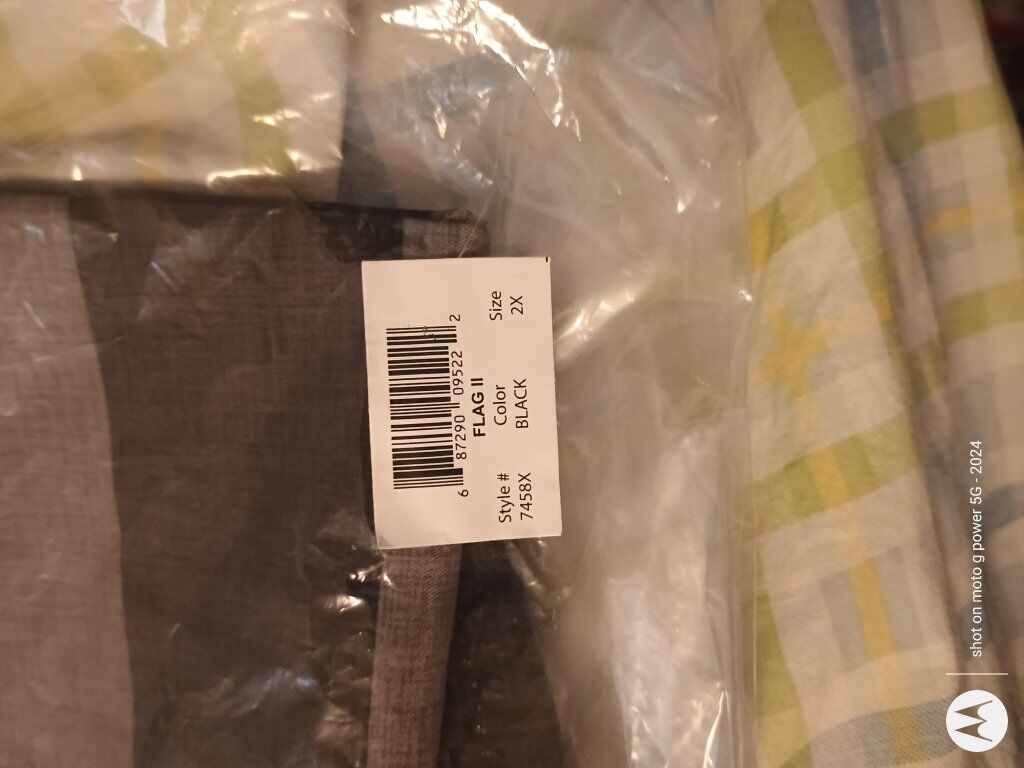 6 87290 09522 2
FLAG II
Style # Color Size
7458X BLACK 2X
shot on moto g power 5G - 2024